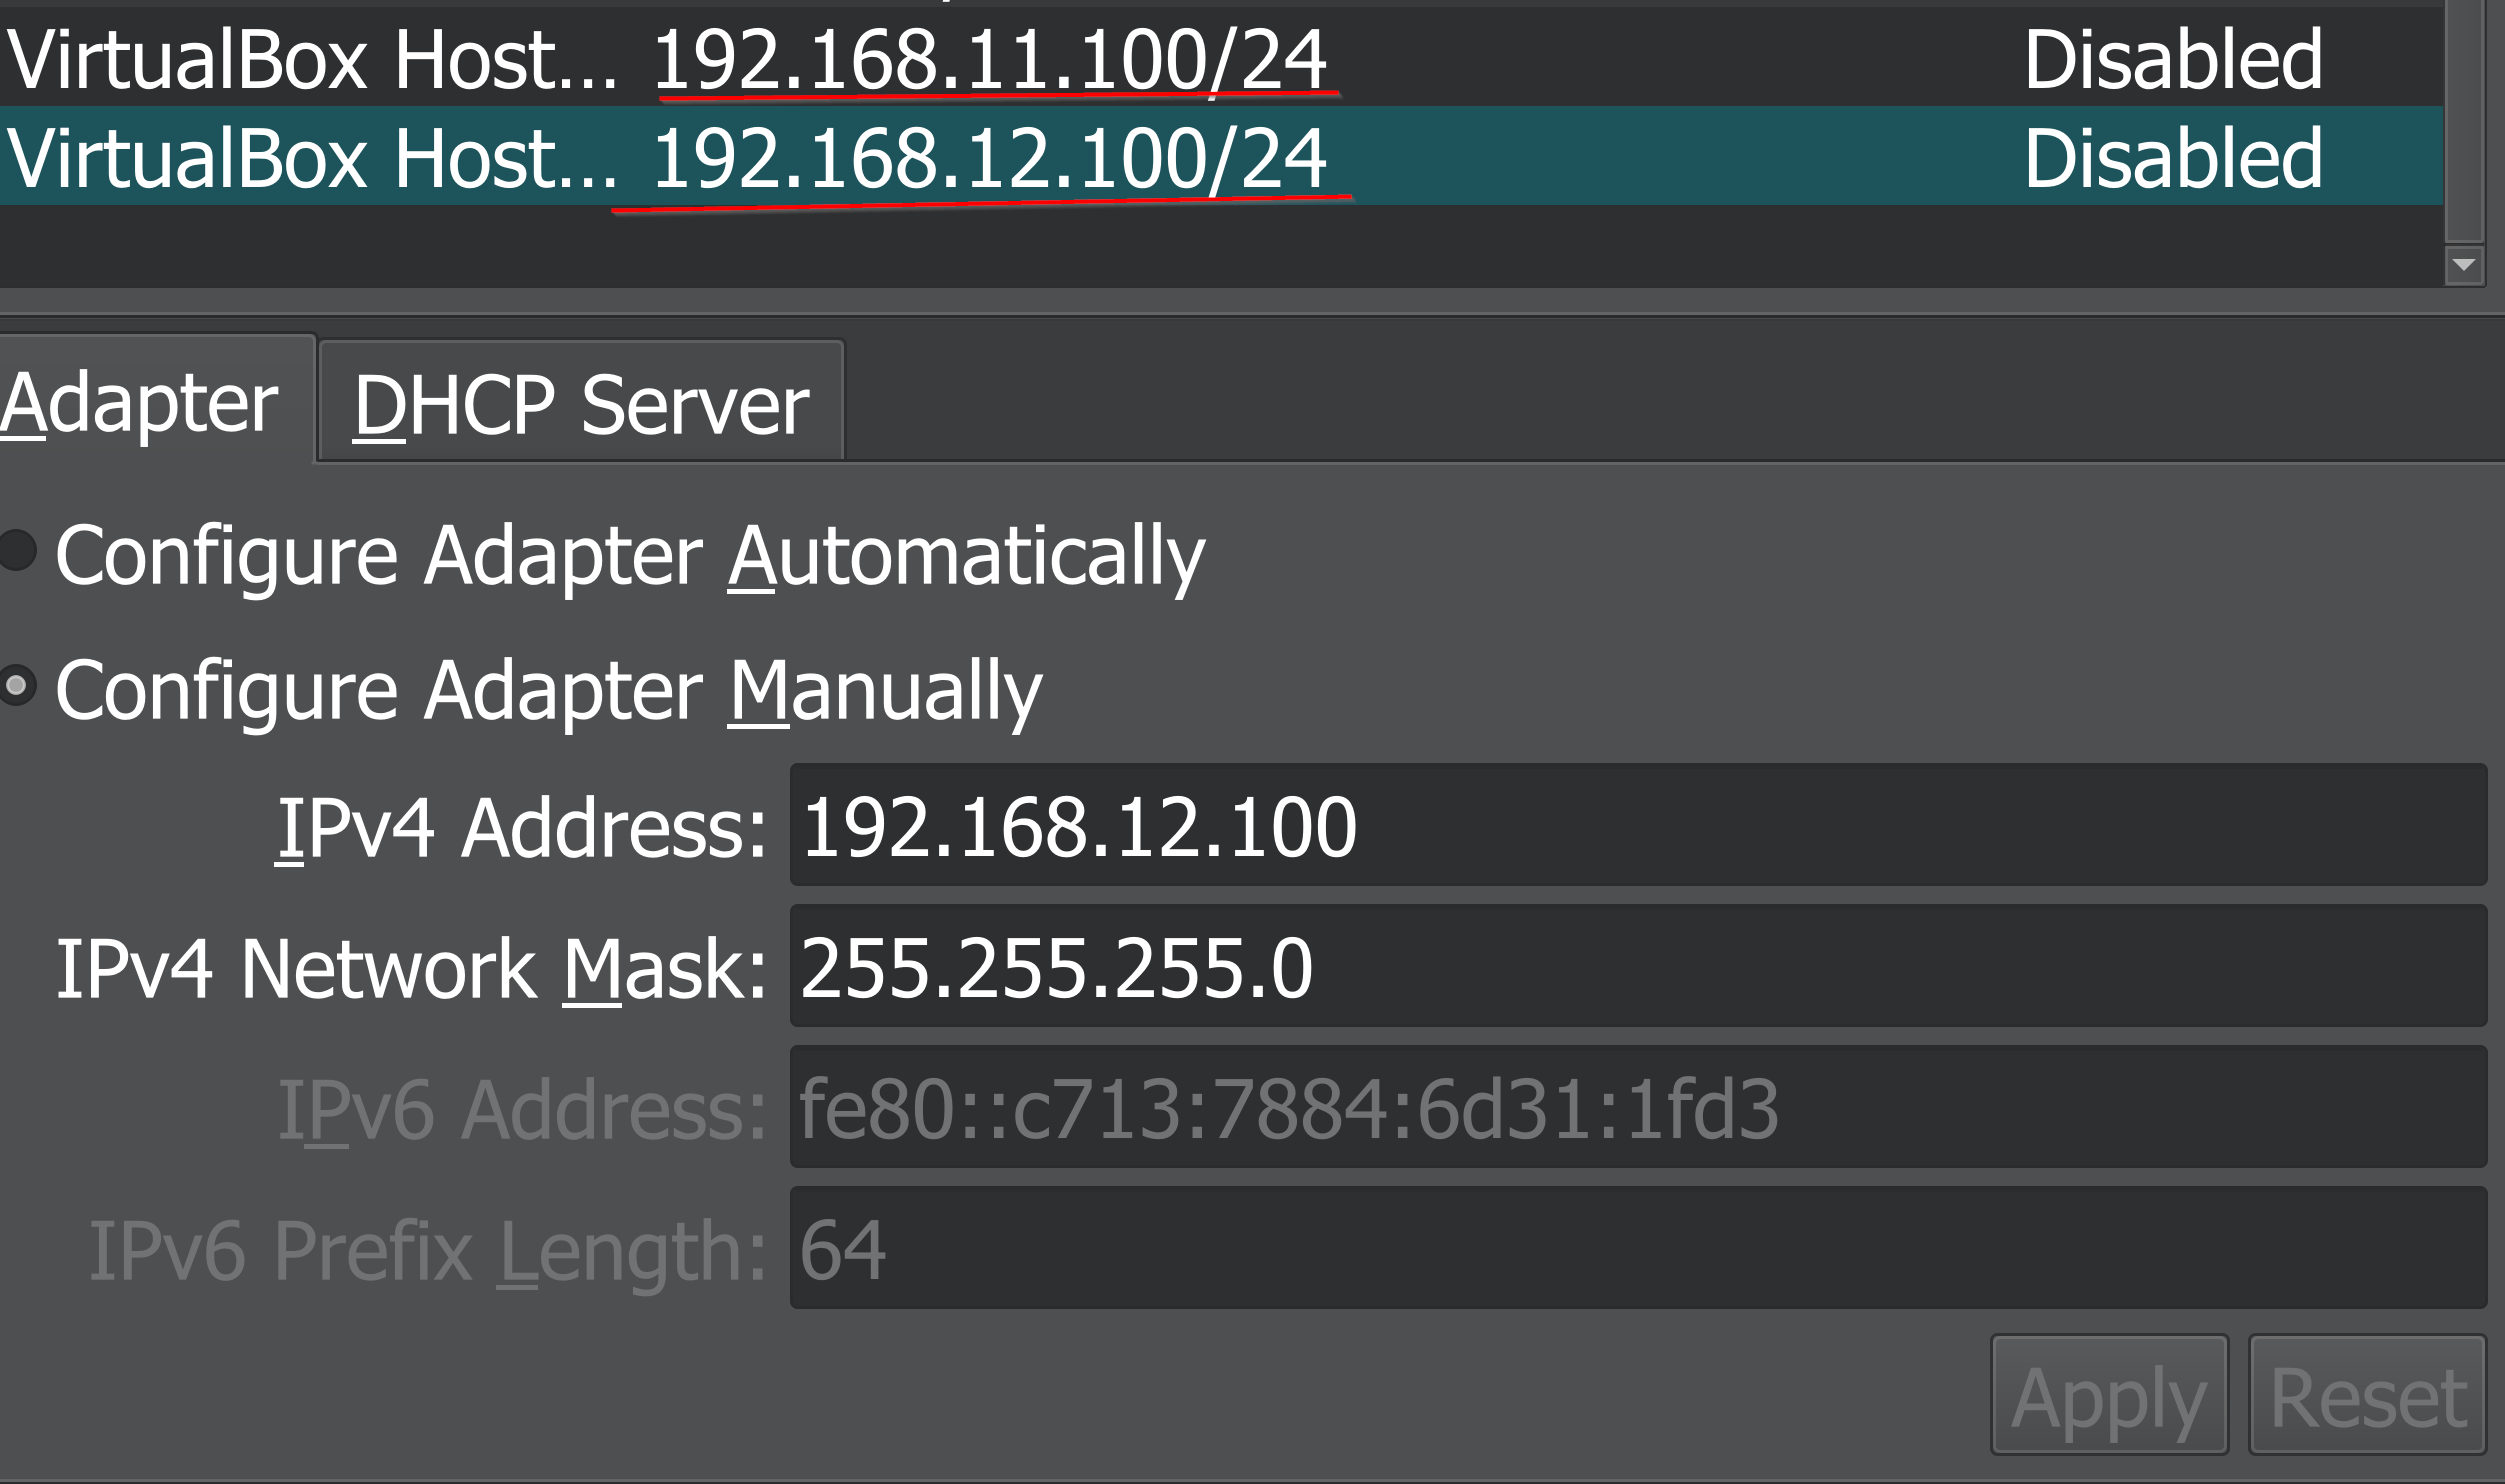 VirtualBox Host... 192.168.11.100/24 Disabled
VirtualBox Host... 192.168.12.100/24 Disabled
Adapter DHCP Server
Configure Adapter Automatically
Configure Adapter Manually
IPv4 Address: 192.168.12.100
IPv4 Network Mask: 255.255.255.0
IPv6 Address: fe80::c713:7884:6d31:1fd3
IPv6 Prefix Length: 64
Apply Reset